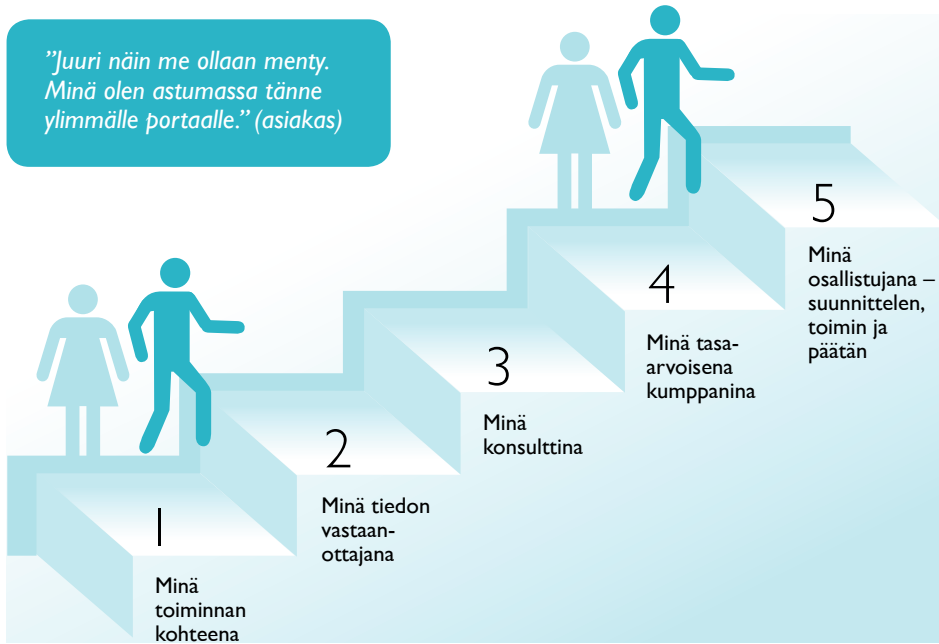 ”Juuri näin me ollaan menty.
Minä olen astumassa tänne
ylimmälle portaalle.” (asiakas)
1
Minä
toiminnan
kohteena
2
Minä tiedon
vastaan-
ottajana
3
Minä
konsulttina
4
Minä tasa-
arvoisena
kumppanina
5
Minä
osallistujana –
suunnittelen,
toimin ja
päätän